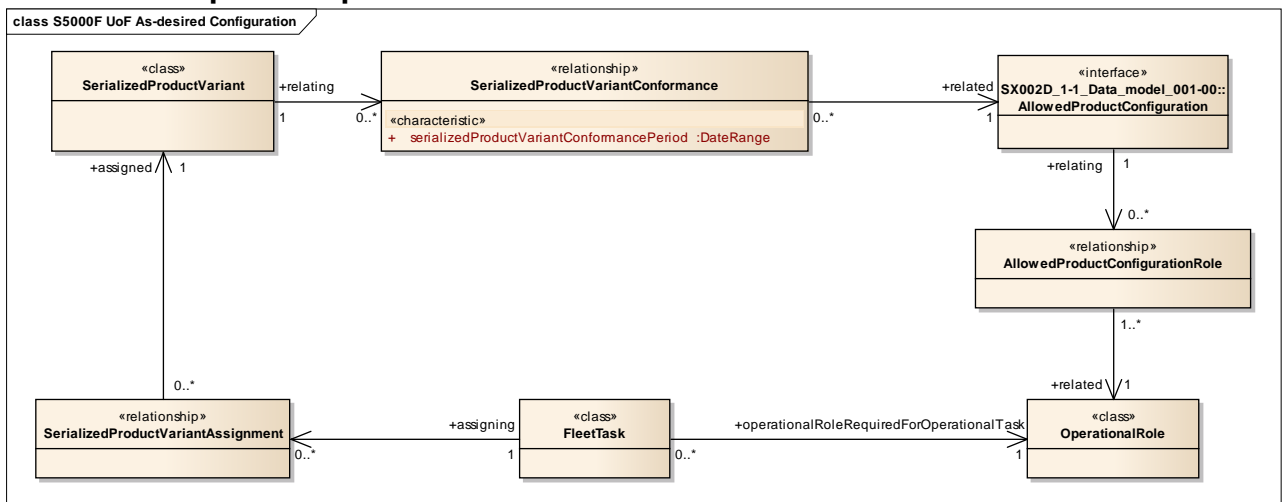 class S5000F UoF As-desired Configuration
«class»
SerializedProductVariant
+relating
1
0..*
«relationship»
SerializedProductVariantConformance
«characteristic»
+ serializedProductVariantConformancePeriod :DateRange
0..*
+related
1
«interface»
SX002D_1-1_Data_model_001-00::
AllowedProductConfiguration
+assigned
1
+relating
1
0..*
«relationship»
AllowedProductConfigurationRole
1..*
0..*
+related
1
«relationship»
SerializedProductVariantAssignment
0..*
+assigning
1
«class»
FleetTask
+operationalRoleRequiredForOperationalTask
0..*
1
«class»
OperationalRole